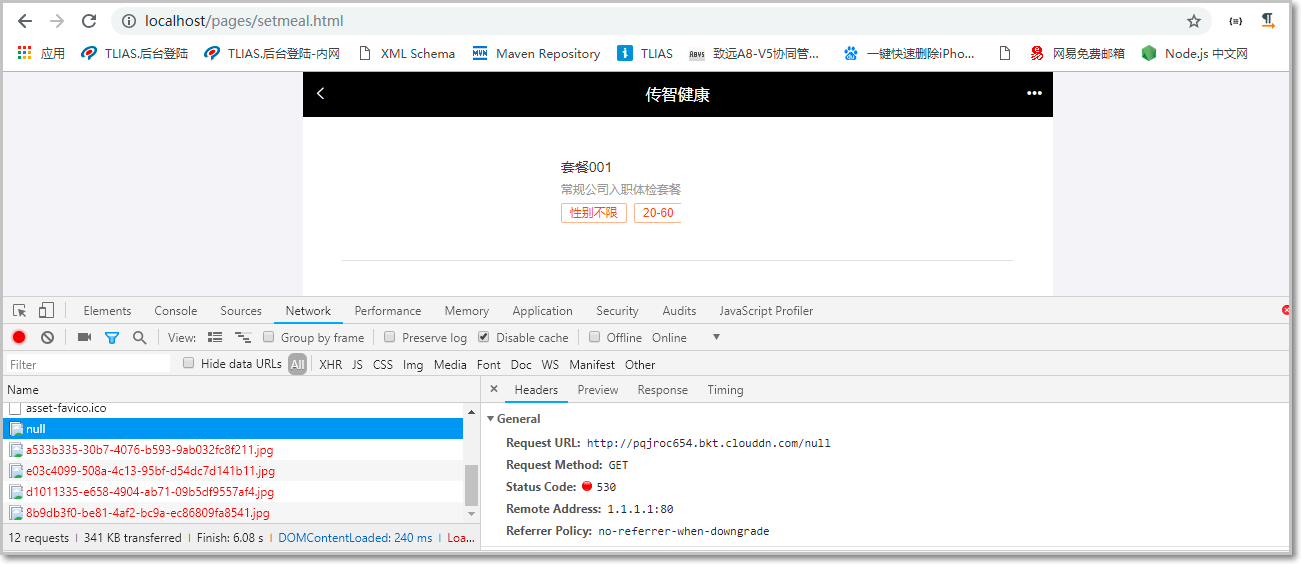 localhost/pages/setmeal.html
应用 TLIAS.后台登陆 TLIAS.后台登陆-内网 XML Schema MVN Maven Repository TLIAS ABVS 致远A8-V5协同管... 一键快速删除iPho... 网易免费邮箱 Node.js 中文网
传智健康
套餐001
常规公司入职体检套餐
性别不限 20-60
Elements Console Sources Network Performance Memory Application Security Audits JavaScript Profiler
View: Group by frame Preserve log Disable cache Offline Online
Filter Hide data URLs All XHR JS CSS Img Media Font Doc WS Manifest Other
Name
Headers Preview Response Timing
asset-favico.ico
null
a533b335-30b7-4076-b593-9ab032fc8f211.jpg
e03c4099-508a-4c13-95bf-d54dc7d141b11.jpg
d1011335-e658-4904-ab71-09b5df9557af4.jpg
8b9db3f0-be81-4af2-bc9a-ec86809fa8541.jpg
General
Request URL: http://pqjroc654.bkt.clouddn.com/null
Request Method: GET
Status Code: 530
Remote Address: 1.1.1.1:80
Referrer Policy: no-referrer-when-downgrade
12 requests | 341 KB transferred | Finish: 6.08 s | DOMContentLoaded: 240 ms | Loa...